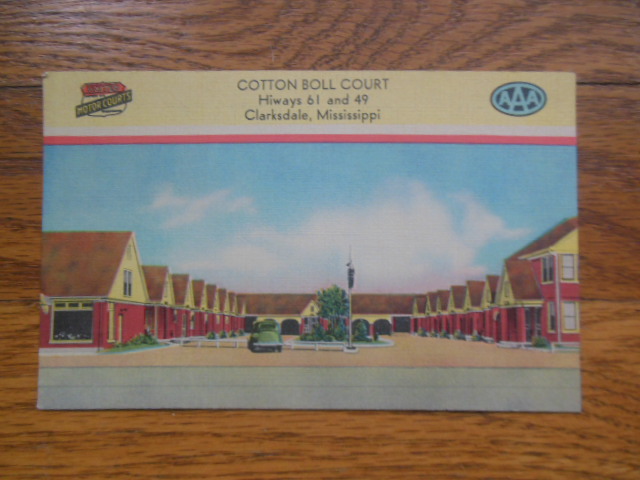 COTTON BOLL COURT
Hiways 61 and 49
Clarksdale, Mississippi
MOTOR COURTS
AAA